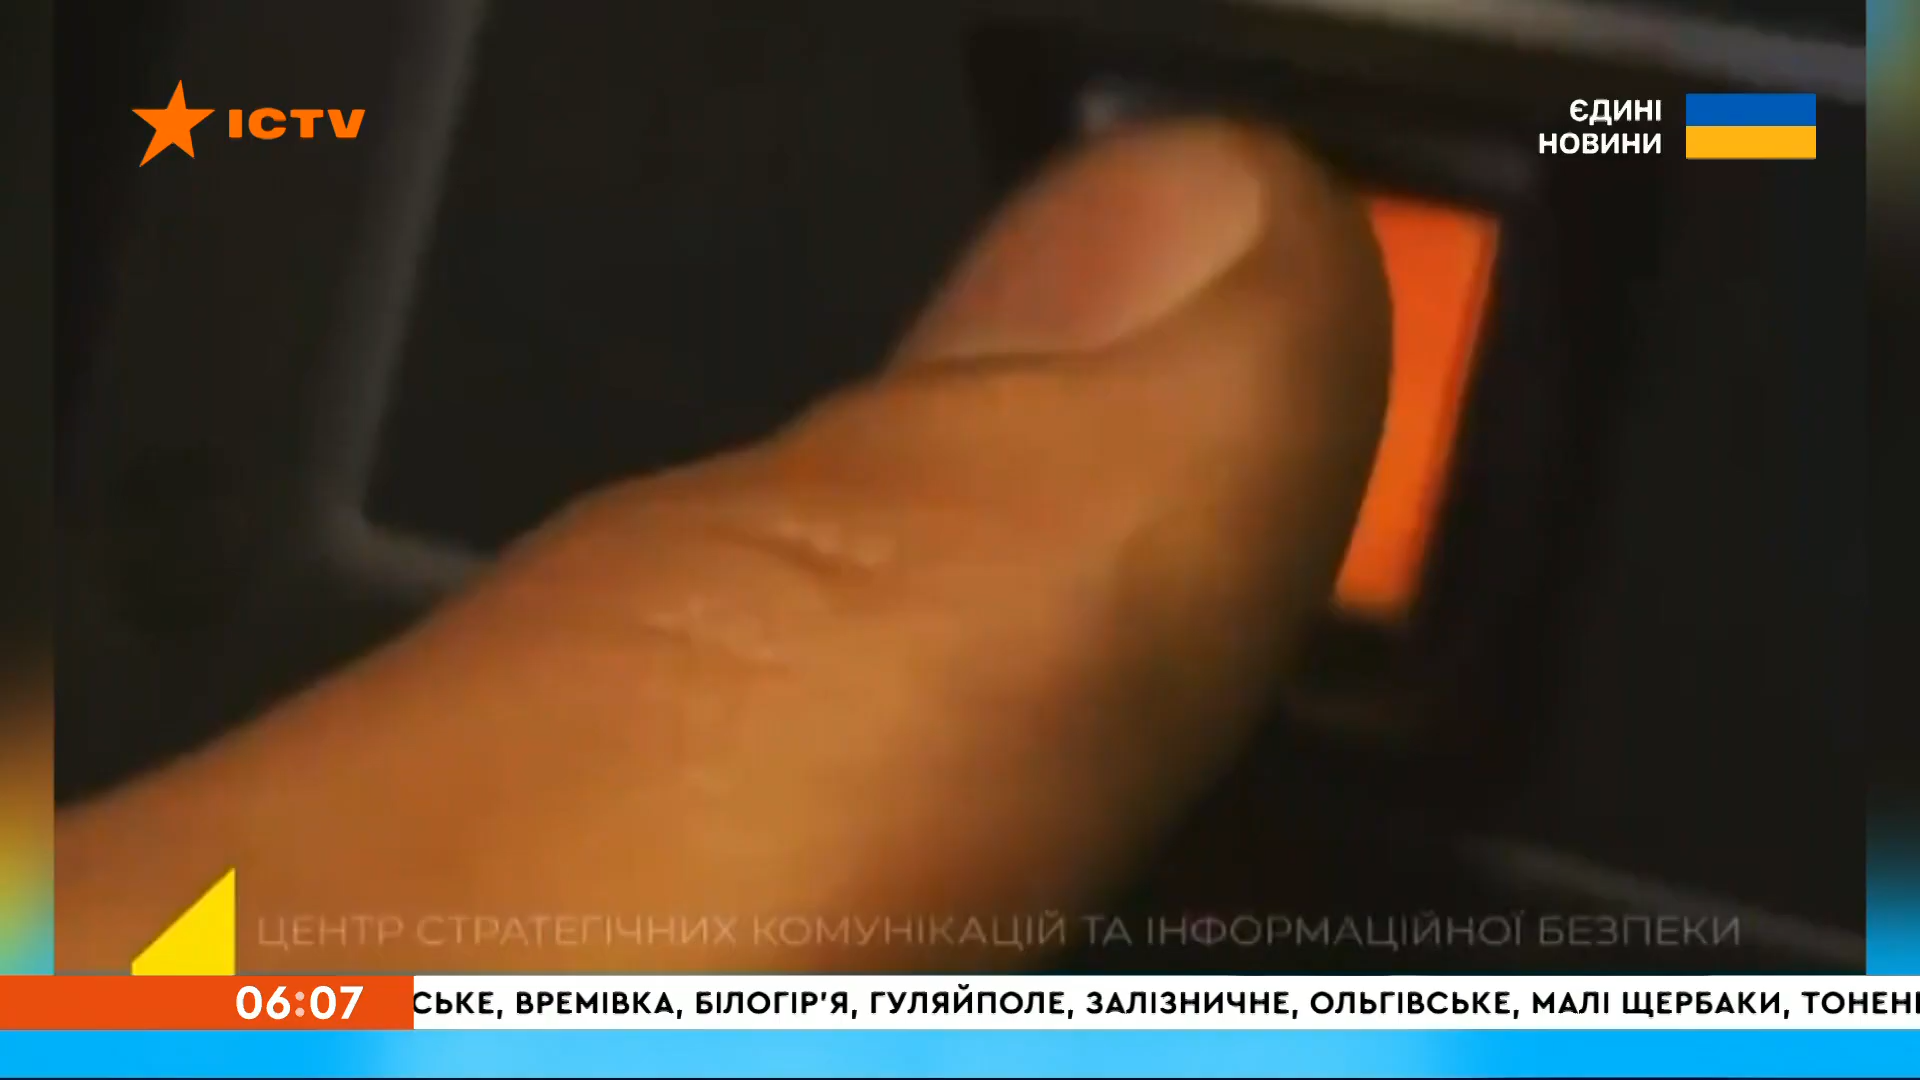 ICTV
ЄДИНІ
НОВИНИ
ЦЕНТР СТРАТЕГІЧНИХ КОМУНІКАЦІЙ ТА ІНФОРМАЦІЙНОЇ БЕЗПЕКИ
06:07
СЬКЕ, ВРЕМІВКА, БІЛОГІР’Я, ГУЛЯЙПОЛЕ, ЗАЛІЗНИЧНЕ, ОЛЬГІВСЬКЕ, МАЛІ ЩЕРБАКИ, ТОНЕНЬ